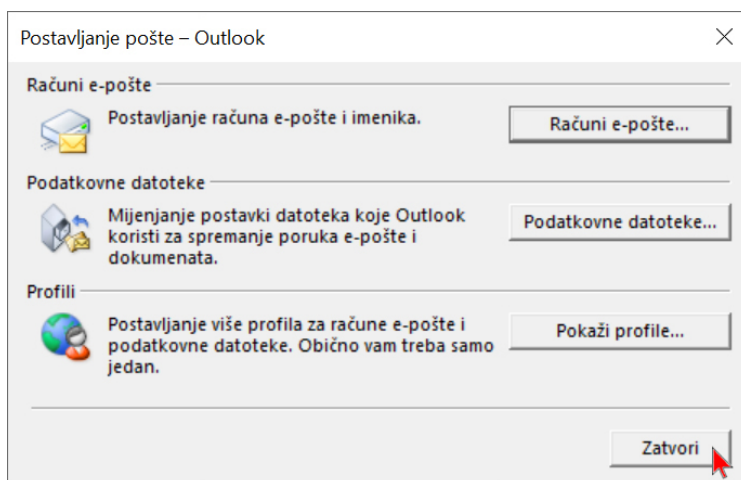 Postavljanje pošte – Outlook
Računi e-pošte
Postavljanje računa e-pošte i imenika.
Računi e-pošte...
Podatkovne datoteke
Mijenjanje postavki datoteka koje Outlook
koristi za spremanje poruka e-pošte i
dokumenata.
Podatkovne datoteke...
Profili
Postavljanje više profila za račune e-pošte i
podatkovne datoteke. Obično vam treba samo
jedan.
Pokaži profile...
Zatvori